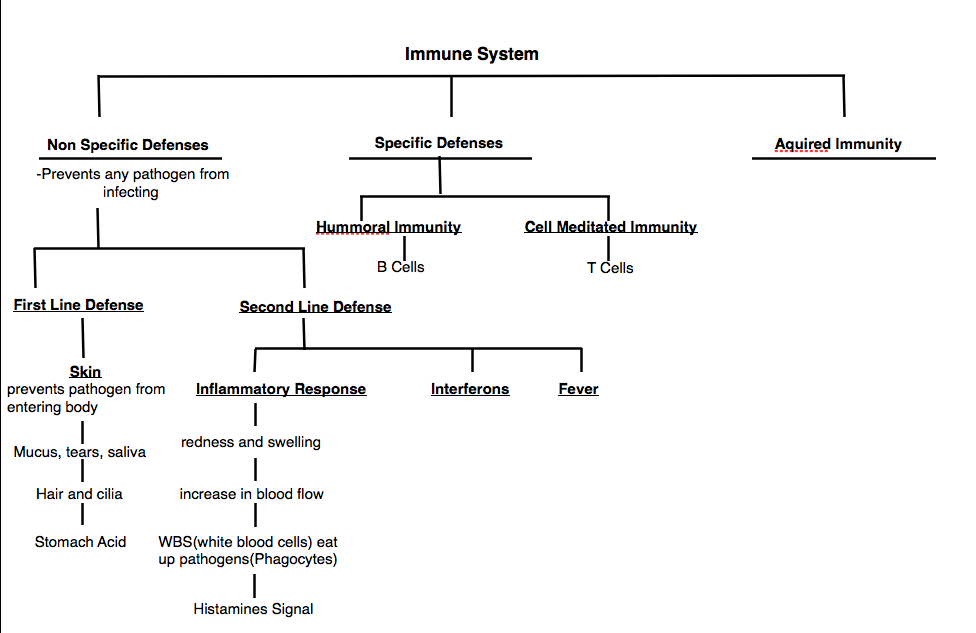 Immune System
Non Specific Defenses
Specific Defenses
Aquired Immunity
-Prevents any pathogen from
infecting
Hummoral Immunity
Cell Meditated Immunity
B Cells
T Cells
First Line Defense
Second Line Defense
Skin
prevents pathogen from
entering body
Inflammatory Response
Interferons
Fever
Mucus, tears, saliva
redness and swelling
Hair and cilia
increase in blood flow
Stomach Acid
WBS(white blood cells) eat
up pathogens(Phagocytes)
Histamines Signal